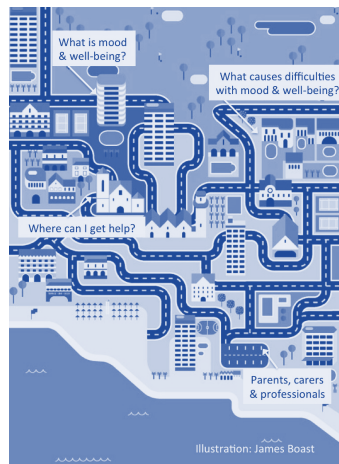 What is mood
& well-being?
What causes difficulties
with mood & well-being?
Where can I get help?
Parents, carers
& professionals
Illustration: James Boast